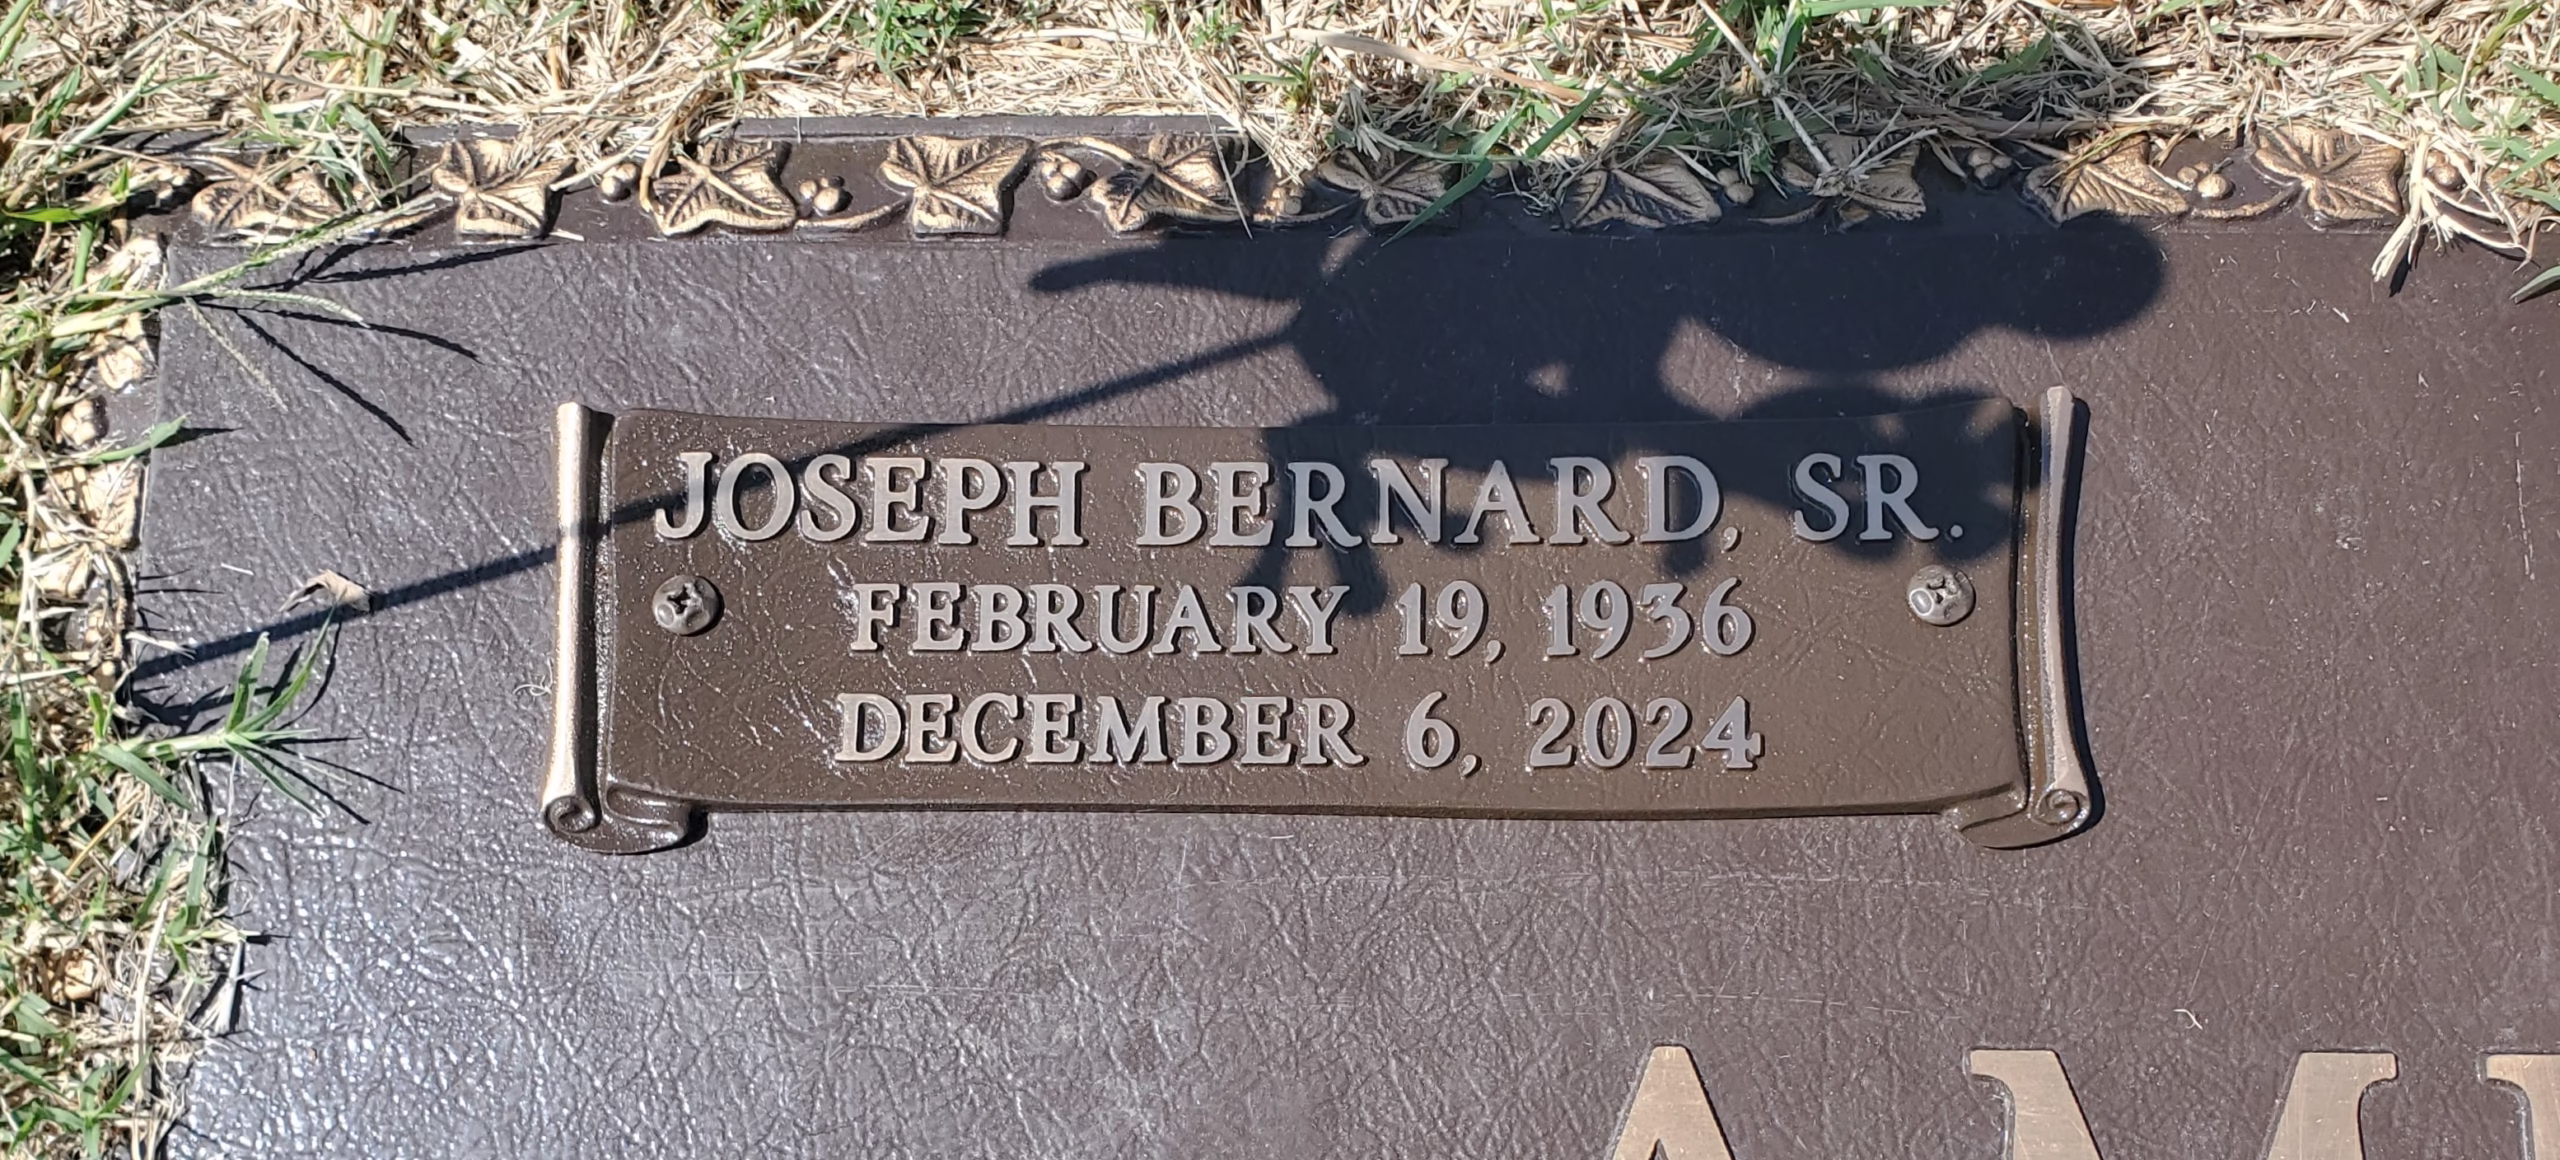 JOSEPH BERNARD, SR.
FEBRUARY 19, 1936
DECEMBER 6, 2024